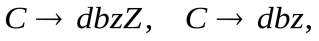 C → dbzZ, C → dbz,